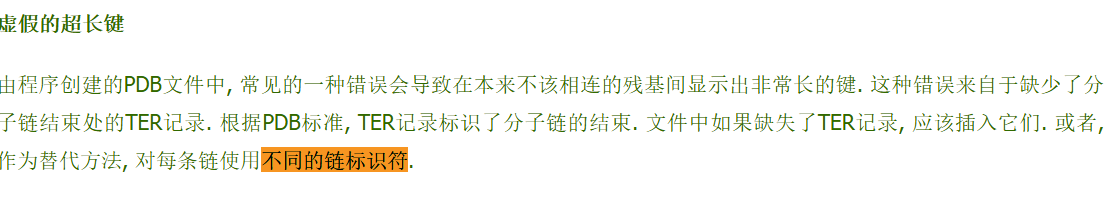 虚假的超长键
由程序创建的PDB文件中, 常见的一种错误会导致在本来不该相连的残基间显示出非常长的键. 这种错误来自于缺少了分
子链结束处的TER记录. 根据PDB标准, TER记录标识了分子链的结束. 文件中如果缺失了TER记录, 应该插入它们. 或者,
作为替代方法, 对每条链使用不同的链标识符.